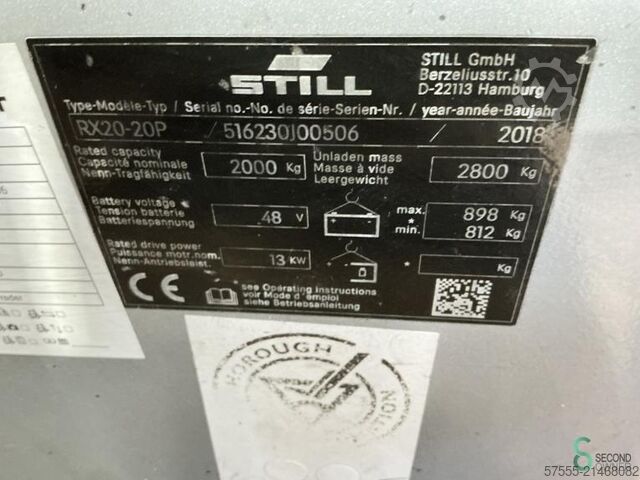 STILL
STILL GmbH
Berzeliusstr.10
D-22113 Hamburg
Type-Modèle-Typ / Serial no.-No. de série-Serien-Nr. / year-année-Baujahr
RX20-20P / 516230J00506 / 2018
Rated capacity
Capacité nominale
Nenn-Tragfähigkeit
2000 Kg
Unladen mass
Masse à vide
Leergewicht
2800 Kg
Battery voltage
Tension batterie
Batteriespannung
48 V
max. 898 Kg
* min. 812 Kg
Rated drive power
Puissance motr.nom.
Nenn-Antriebsleist.
13 KW
* Kg
CE
see Operating instructions
voir Mode d'emploi
siehe Betriebsanleitung
THOROUGH
SECOND
57555-21468082